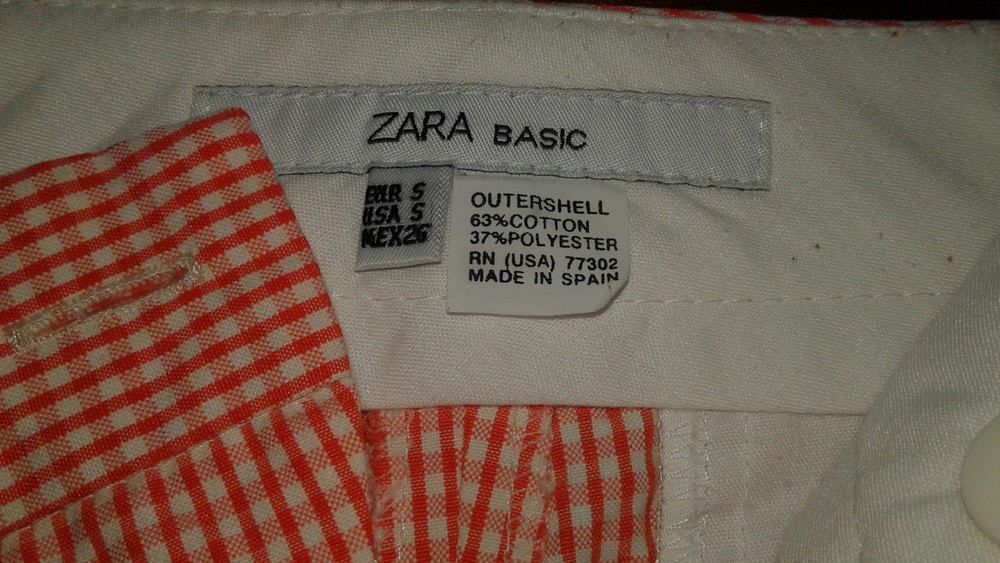 ZARA BASIC
EUR S
USA S
MEX26
OUTERSHELL
63%COTTON
37%POLYESTER
RN (USA) 77302
MADE IN SPAIN